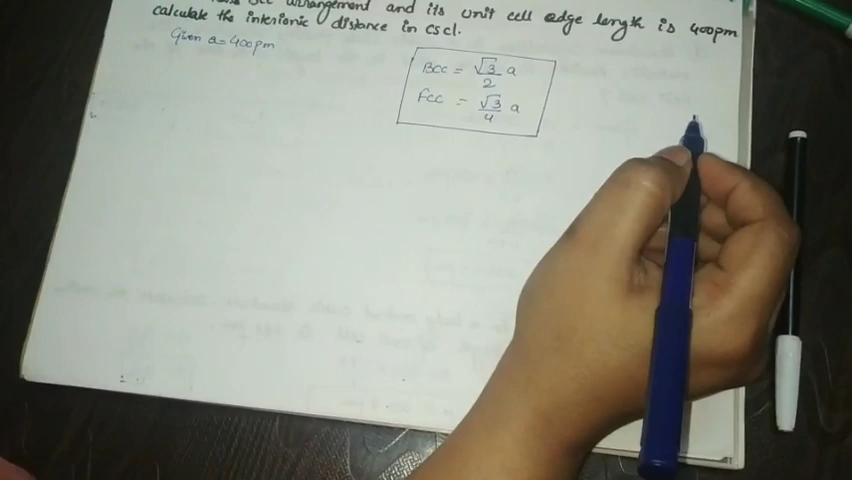 bcc arrangement and its unit cell edge length is 400pm
calculate the interionic distance in cscl.
Given a=400pm
BCC = √3/2 a
FCC = √3/4 a